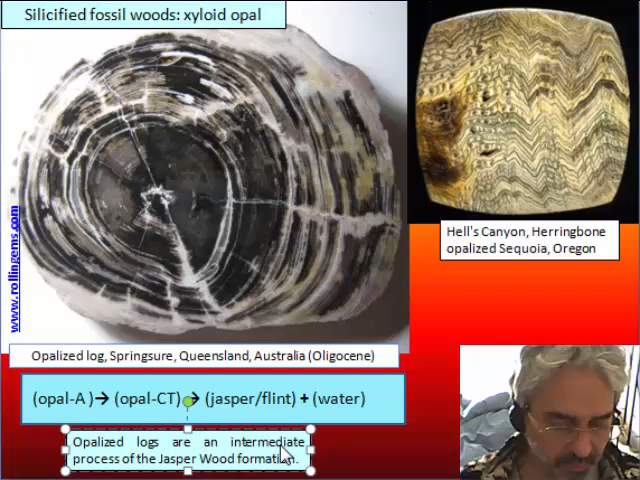 Silicified fossil woods: xyloid opal
www.rollingems.com
Hell's Canyon, Herringbone
opalized Sequoia, Oregon
Opalized log, Springsure, Queensland, Australia (Oligocene)
(opal-A )→ (opal-CT) → (jasper/flint) + (water)
Opalized logs are an intermediate
process of the Jasper Wood formation.